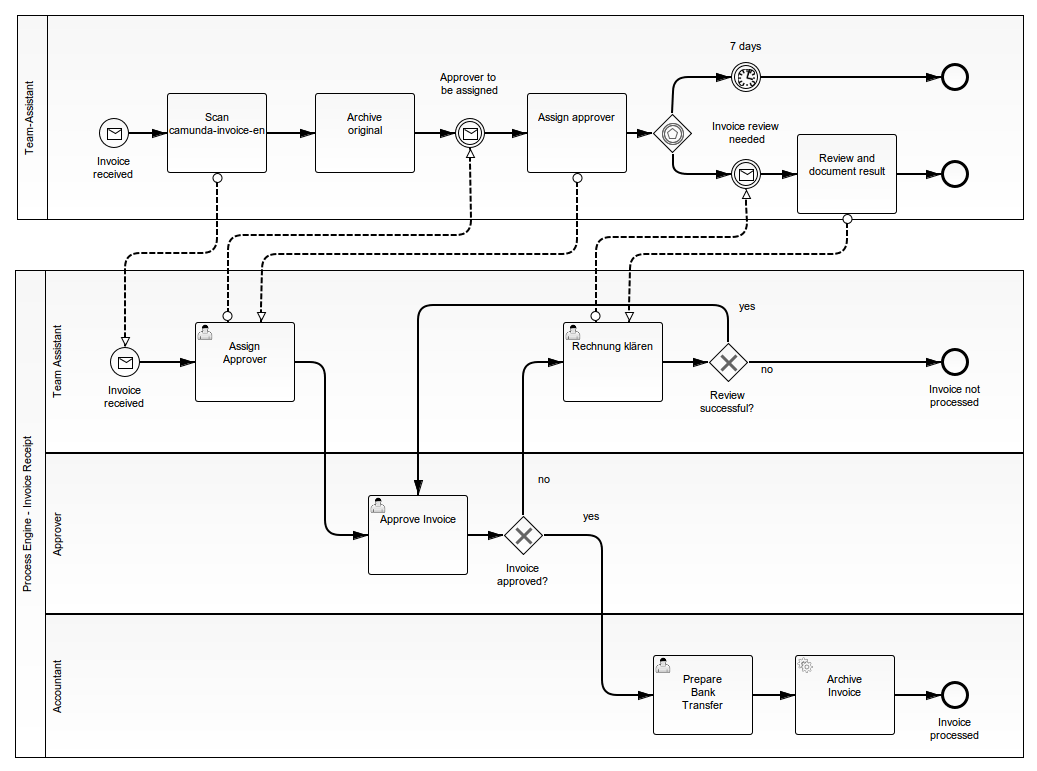 Team-Assistant
7 days
Approver to
be assigned
Scan
camunda-invoice-en
Archive
original
Assign approver
Invoice review
needed
Review and
document result
Invoice
received
Process Engine - Invoice Receipt
Team Assistant
yes
Assign
Approver
Rechnung klären
no
Invoice
received
Review
successful?
Invoice not
processed
Approver
no
Approve Invoice
yes
Invoice
approved?
Accountant
Prepare
Bank
Transfer
Archive
Invoice
Invoice
processed